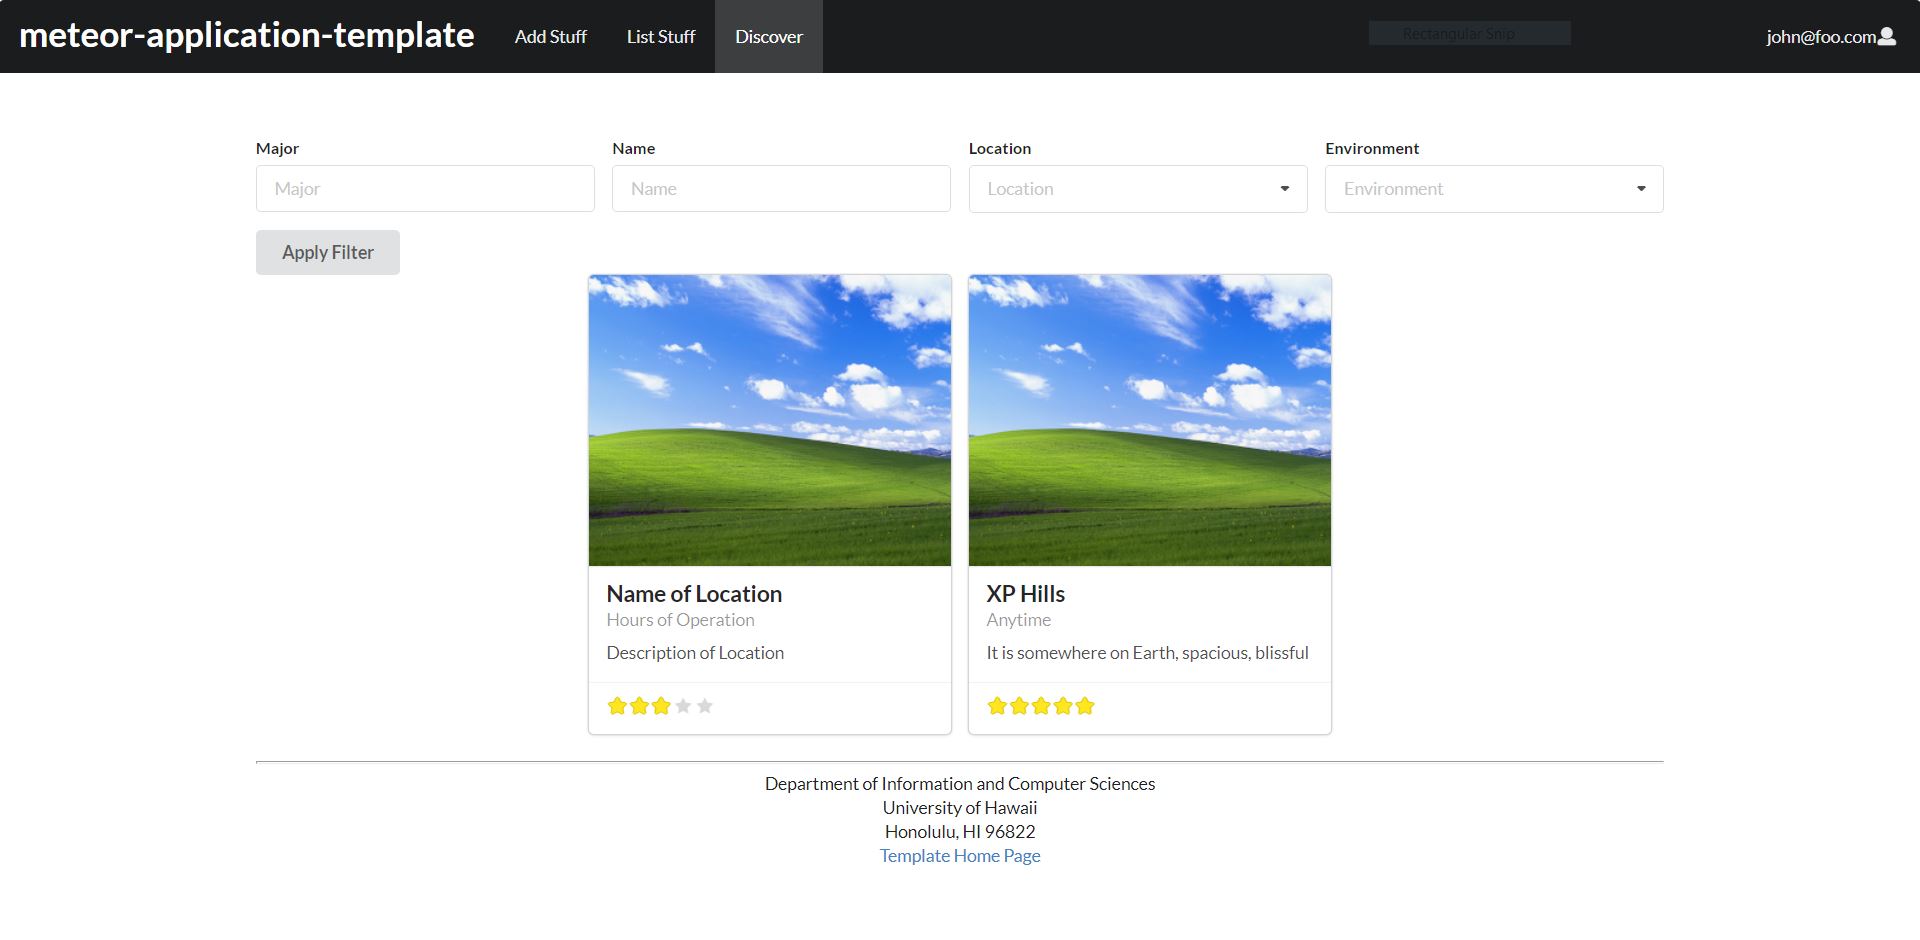 meteor-application-template Add Stuff List Stuff Discover Rectangular Snip john@foo.com
Major Name Location Environment
Major Name Location Environment
Apply Filter
Name of Location
Hours of Operation
Description of Location
XP Hills
Anytime
It is somewhere on Earth, spacious, blissful
Department of Information and Computer Sciences
University of Hawaii
Honolulu, HI 96822
Template Home Page